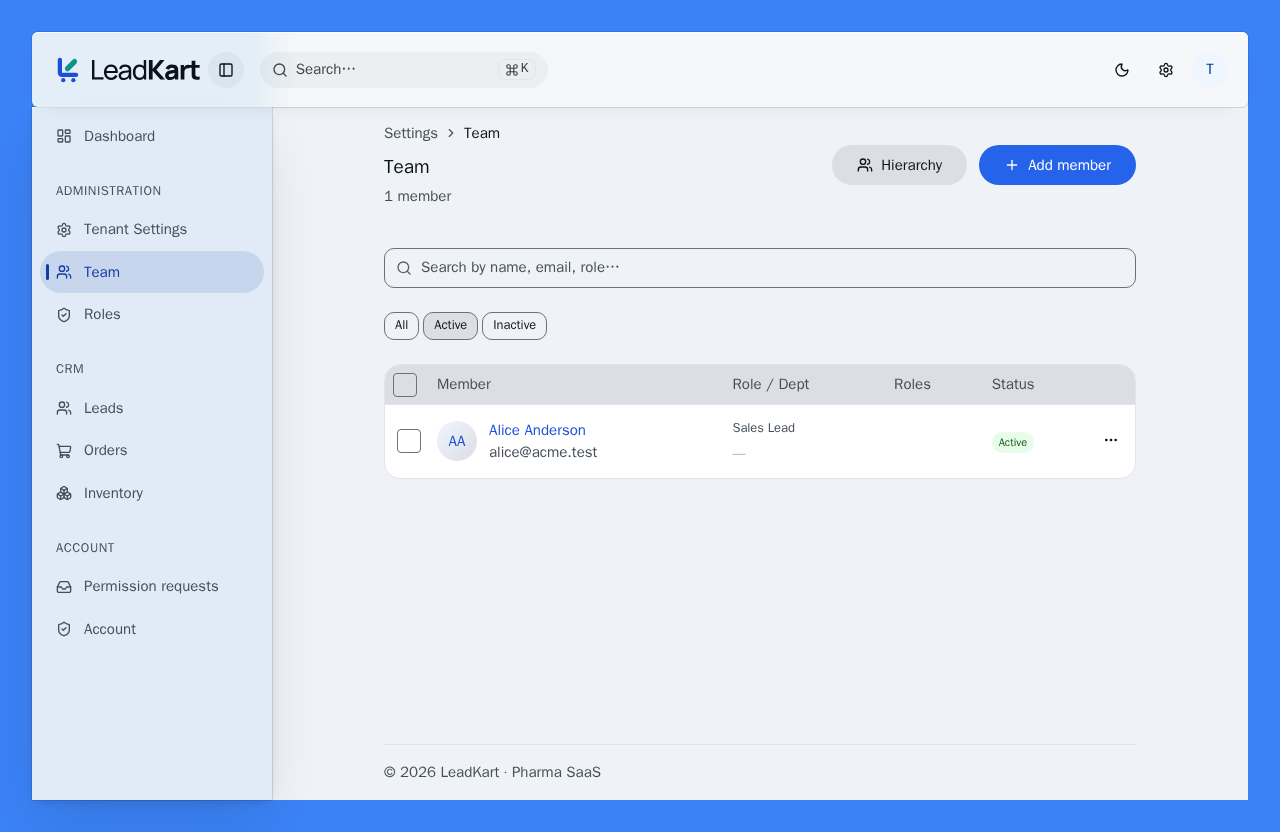 LeadKart
Search…
⌘K
T
Dashboard
ADMINISTRATION
Tenant Settings
Team
Roles
CRM
Leads
Orders
Inventory
ACCOUNT
Permission requests
Account
Settings > Team
Team
1 member
Hierarchy
+ Add member
Search by name, email, role…
All
Active
Inactive
Member Role / Dept Roles Status
AA
Alice Anderson
alice@acme.test
Sales Lead
—
Active
© 2026 LeadKart · Pharma SaaS